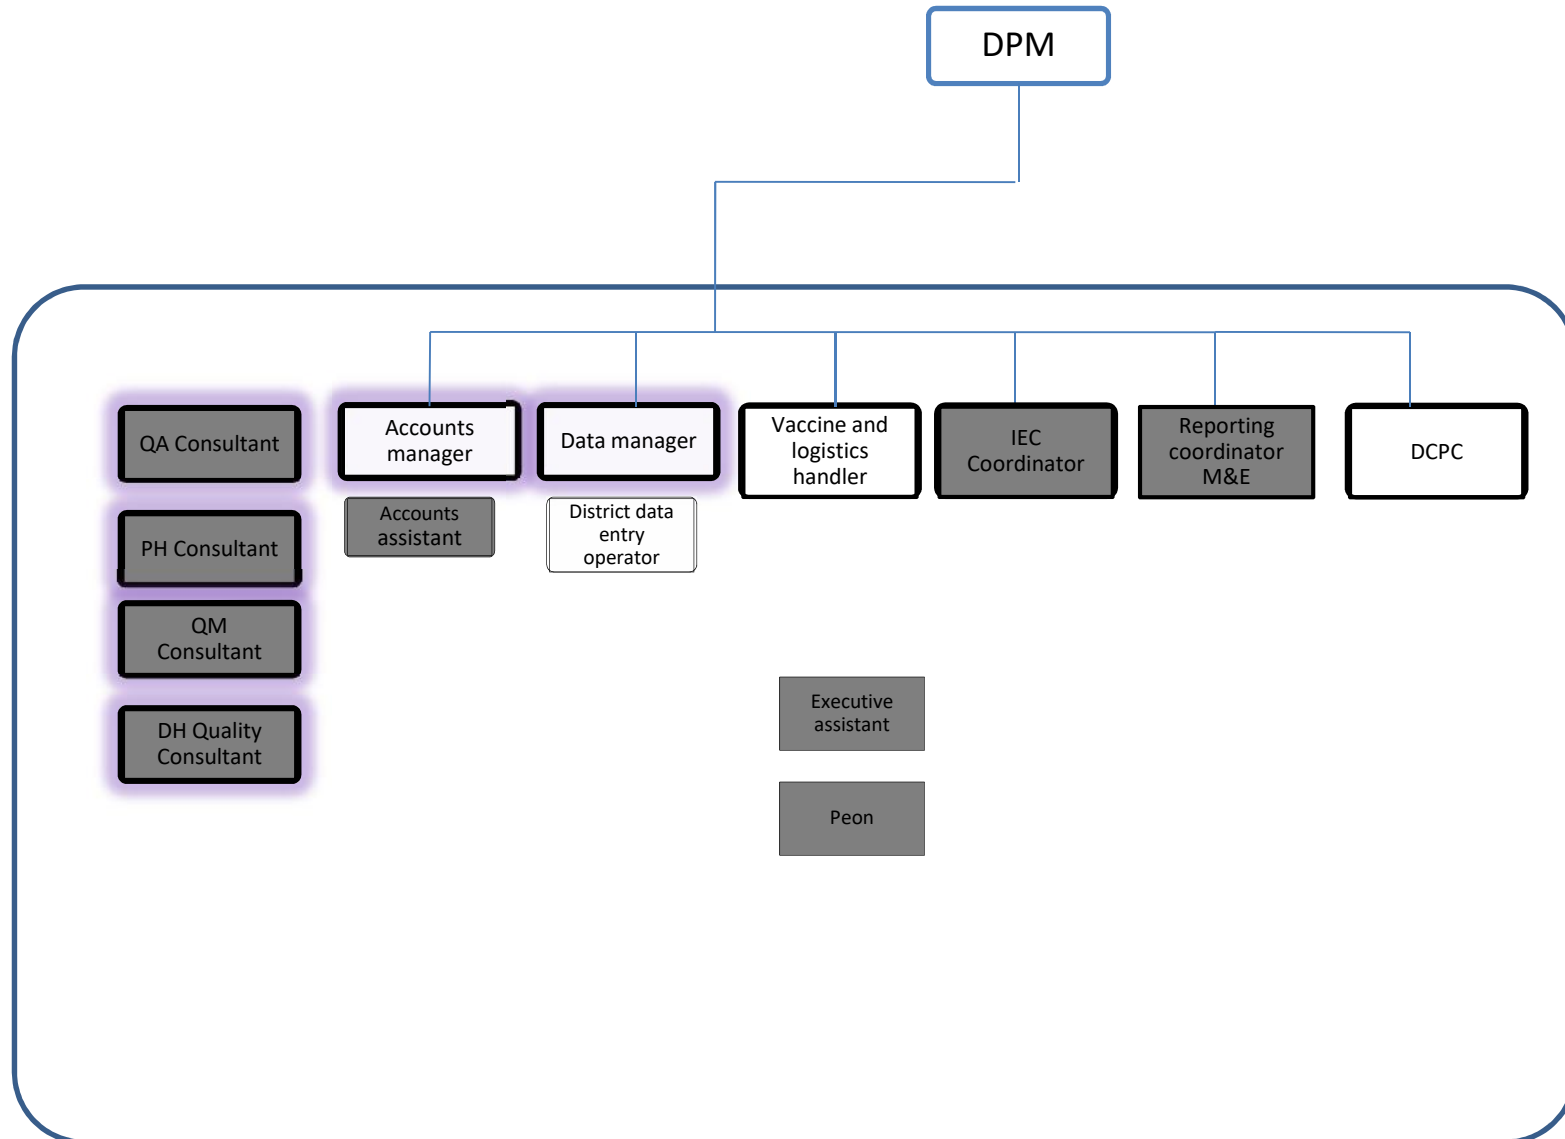 DPM
QA Consultant
Accounts
manager
Data manager
Vaccine and
logistics
handler
IEC
Coordinator
Reporting
coordinator
M&E
DCPC
Accounts
assistant
District data
entry
operator
PH Consultant
QM
Consultant
DH Quality
Consultant
Executive
assistant
Peon